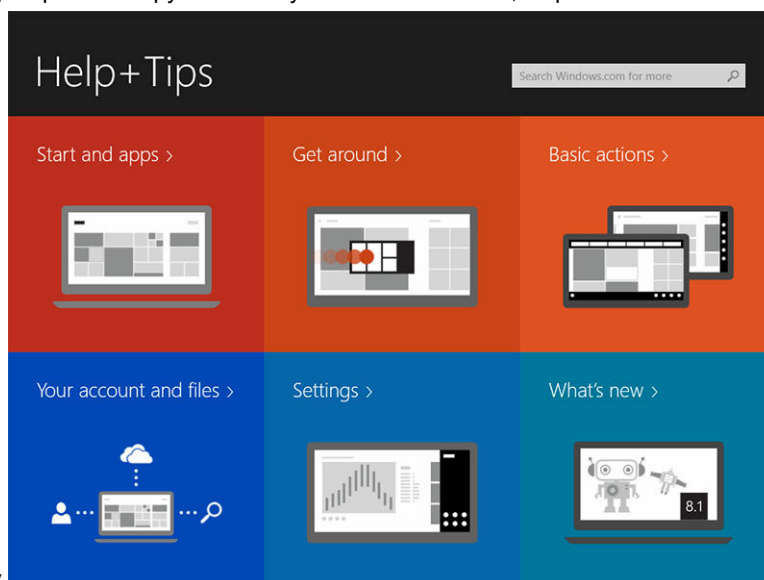 Help+Tips
Search Windows.com for more
Start and apps >
Get around >
Basic actions >
Your account and files >
Settings >
What's new >
8.1